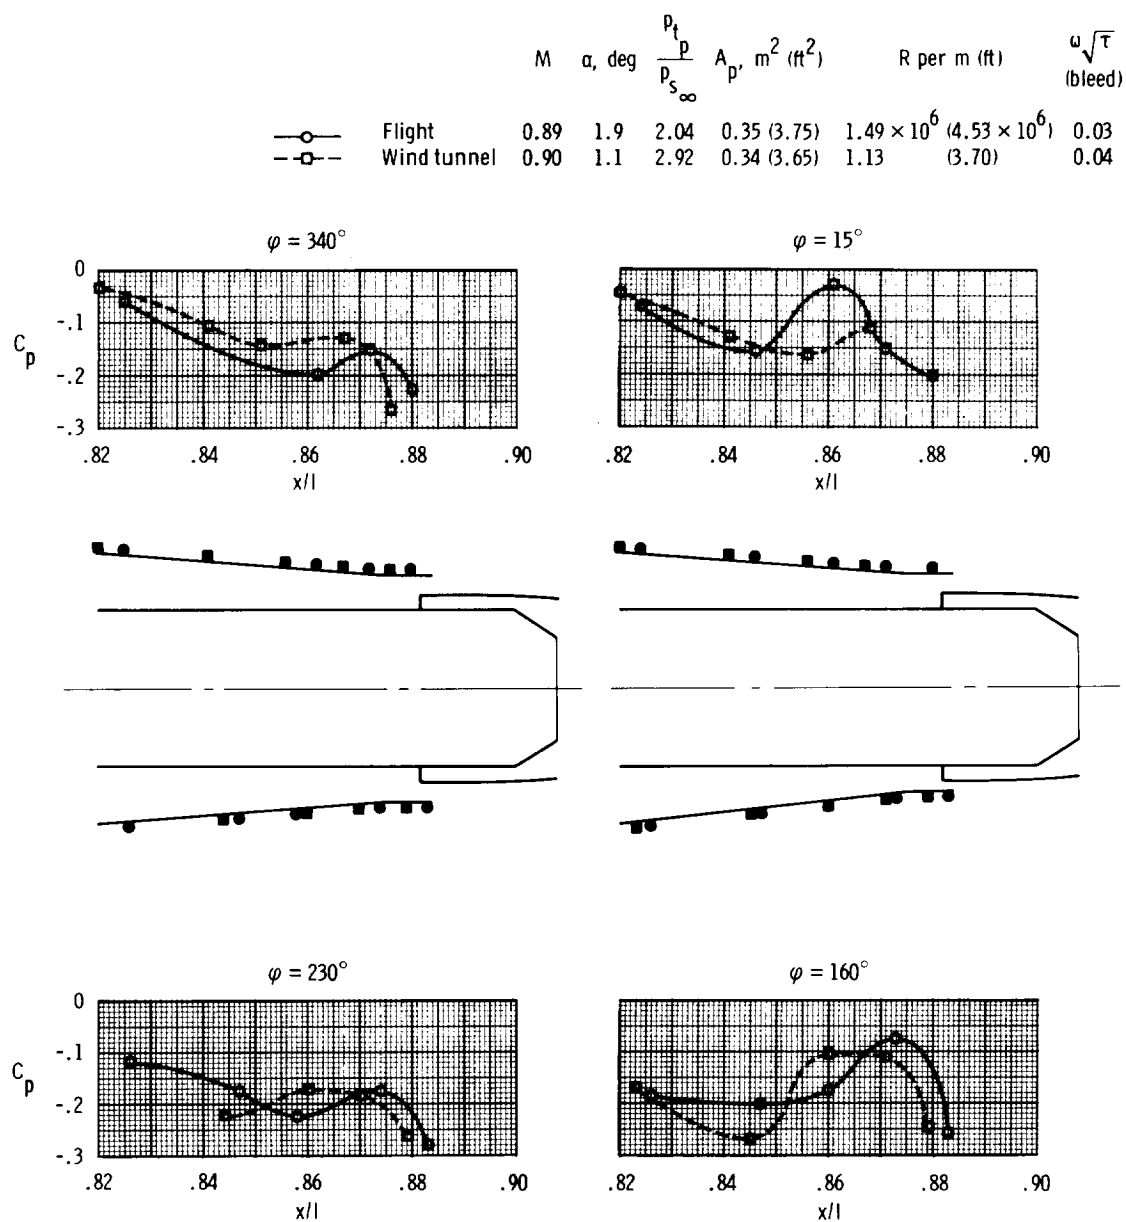 M α, deg p_t_p / p_s_∞ A_p, m² (ft²) R per m (ft) ω√τ (bleed)
Flight 0.89 1.9 2.04 0.35 (3.75) 1.49 × 10⁶ (4.53 × 10⁶) 0.03
Wind tunnel 0.90 1.1 2.92 0.34 (3.65) 1.13 (3.70) 0.04
φ = 340°
φ = 15°
C_p
0
-.1
-.2
-.3
.82 .84 .86 .88 .90
x/l
.82 .84 .86 .88 .90
x/l
φ = 230°
φ = 160°
C_p
0
-.1
-.2
-.3
.82 .84 .86 .88 .90
x/l
.82 .84 .86 .88 .90
x/l